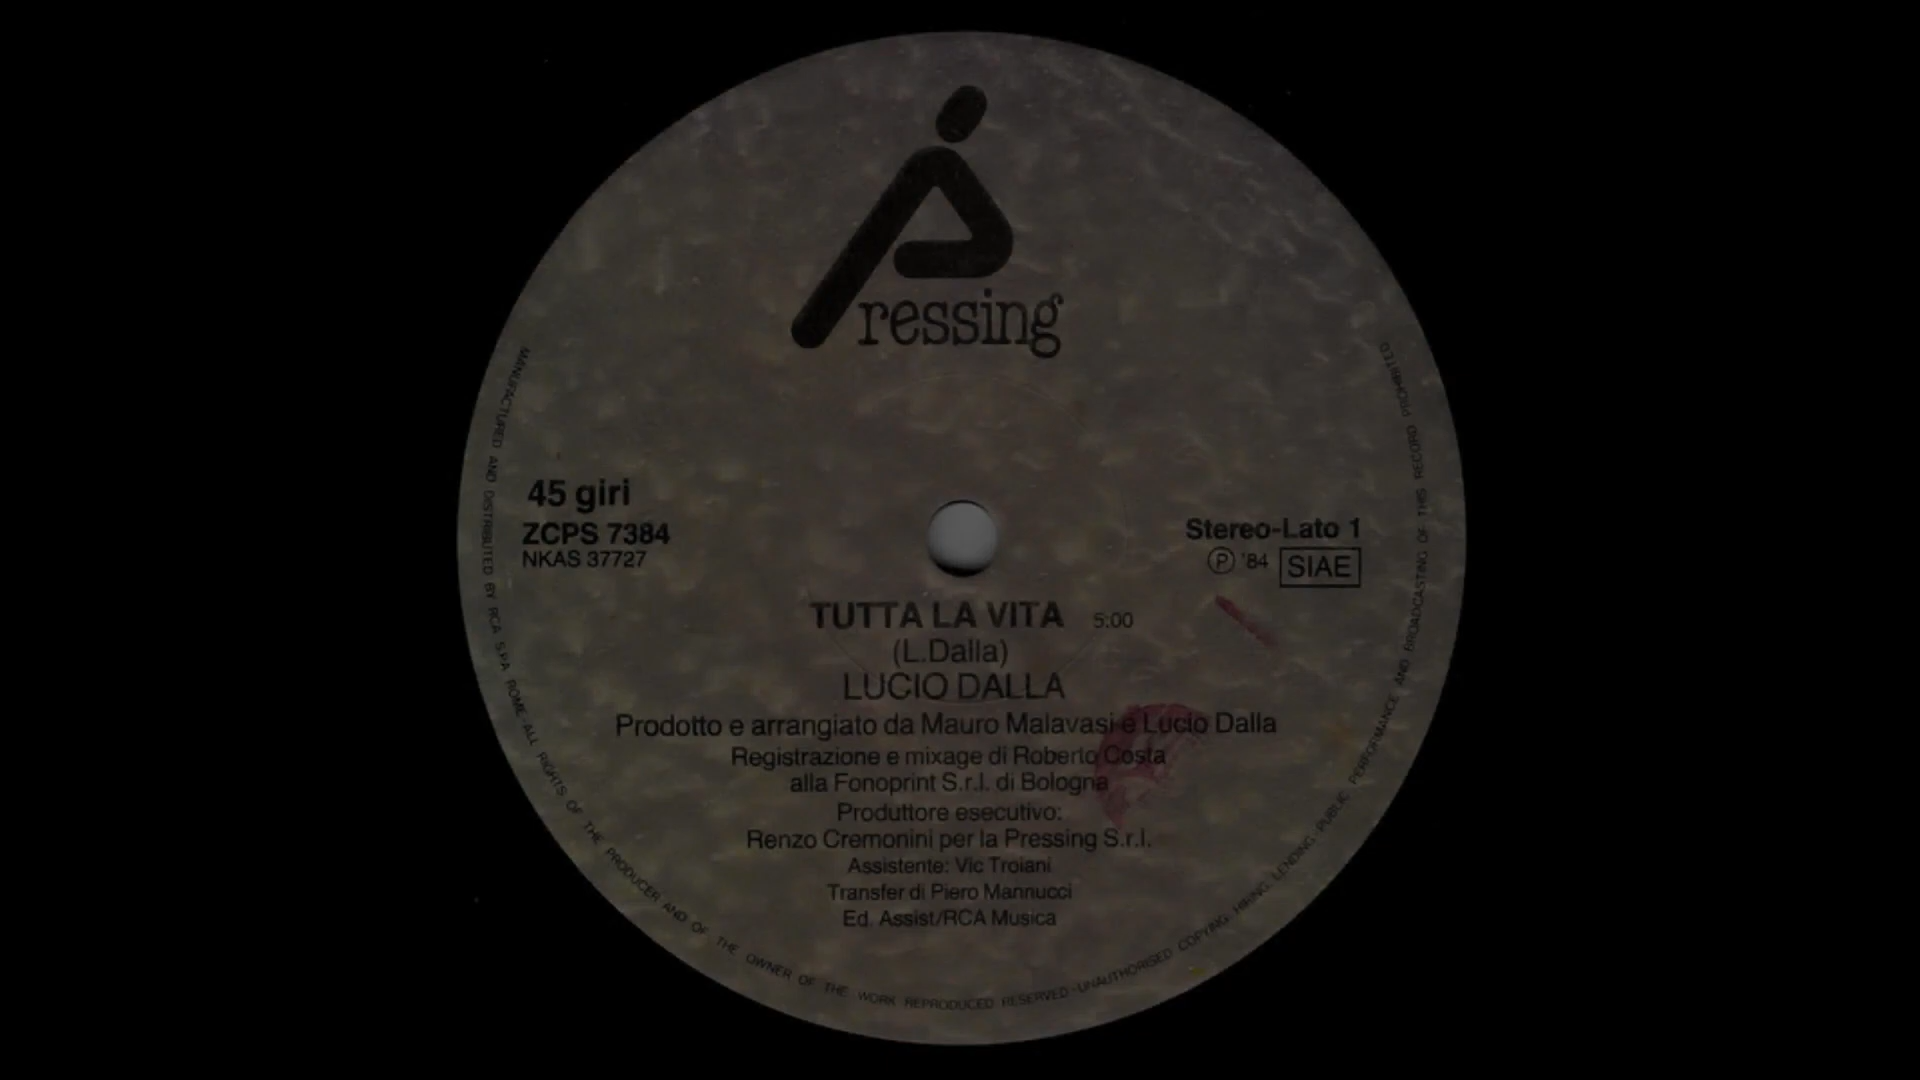 Pressing
45 giri
ZCPS 7384
NKAS 37727
Stereo-Lato 1
Ⓟ '84 SIAE
TUTTA LA VITA 5:00
(L.Dalla)
LUCIO DALLA
Prodotto e arrangiato da Mauro Malavasi e Lucio Dalla
Registrazione e mixage di Roberto Costa
alla Fonoprint S.r.l. di Bologna
Produttore esecutivo:
Renzo Cremonini per la Pressing S.r.l.
Assistente: Vic Troiani
Transfer di Piero Mannucci
Ed. Assist/RCA Musica
MANUFACTURED AND DISTRIBUTED BY RCA S.P.A. ROME-ALL RIGHTS OF THE PRODUCER AND OF THE OWNER OF THE WORK REPRODUCED RESERVED-UNAUTHORISED COPYING, HIRING, LENDING, PUBLIC PERFORMANCE AND BROADCASTING OF THIS RECORD PROHIBITED